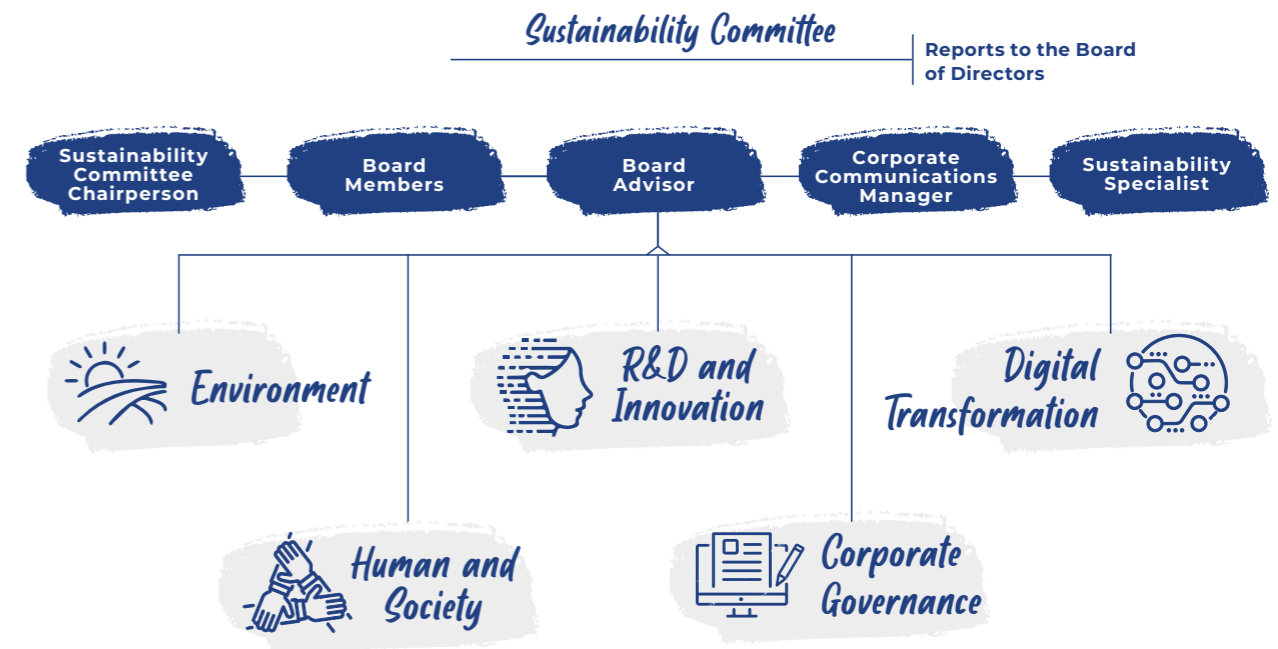 Sustainability Committee
Reports to the Board
of Directors
Sustainability
Committee
Chairperson
Board
Members
Board
Advisor
Corporate
Communications
Manager
Sustainability
Specialist
Environment
R&D and
Innovation
Digital
Transformation
Human and
Society
Corporate
Governance